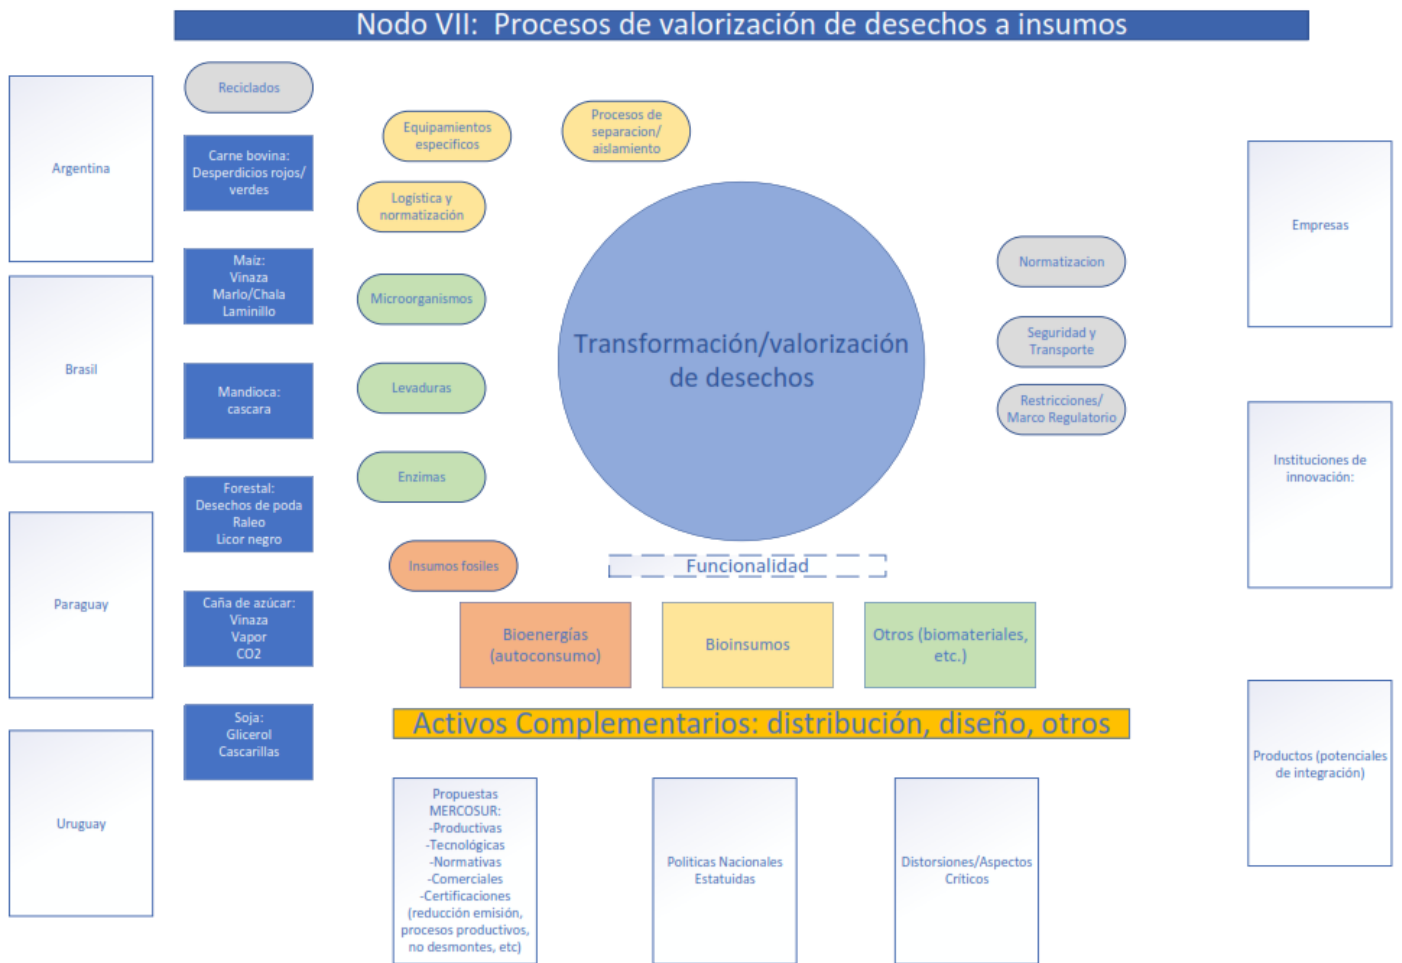 Nodo VII: Procesos de valorización de desechos a insumos
Argentina
Brasil
Paraguay
Uruguay
Reciclados
Carne bovina:
Desperdicios rojos/
verdes
Maíz:
Vinaza
Marlo/Chala
Laminillo
Mandioca:
cascara
Forestal:
Desechos de poda
Raleo
Licor negro
Caña de azúcar:
Vinaza
Vapor
CO2
Soja:
Glicerol
Cascarillas
Equipamientos
especificos
Procesos de
separacion/
aislamiento
Logística y
normatización
Microorganismos
Levaduras
Enzimas
Insumos fosiles
Transformación/valorización
de desechos
Funcionalidad
Bioenergías
(autoconsumo)
Bioinsumos
Otros (biomateriales,
etc.)
Activos Complementarios: distribución, diseño, otros
Propuestas
MERCOSUR:
-Productivas
-Tecnológicas
-Normativas
-Comerciales
-Certificaciones
(reducción emisión,
procesos productivos,
no desmontes, etc)
Politicas Nacionales
Estatuidas
Distorsiones/Aspectos
Críticos
Normatizacion
Seguridad y
Transporte
Restricciones/
Marco Regulatorio
Empresas
Instituciones de
innovación:
Productos (potenciales
de integración)